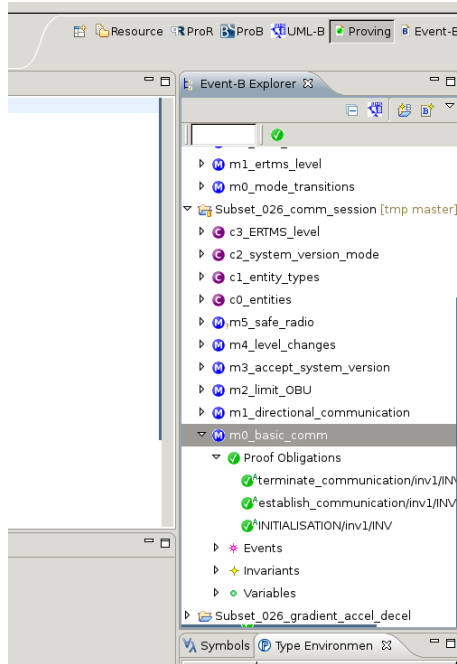 Resource ProR ProB UML-B Proving Event-E
Event-B Explorer
m1_ertms_level
m0_mode_transitions
Subset_026_comm_session [tmp master]
c3_ERTMS_level
c2_system_version_mode
c1_entity_types
c0_entities
m5_safe_radio
m4_level_changes
m3_accept_system_version
m2_limit_OBU
m1_directional_communication
m0_basic_comm
Proof Obligations
terminate_communication/inv1/INV
establish_communication/inv1/INV
INITIALISATION/inv1/INV
Events
Invariants
Variables
Subset_026_gradient_accel_decel
Symbols Type Environmen